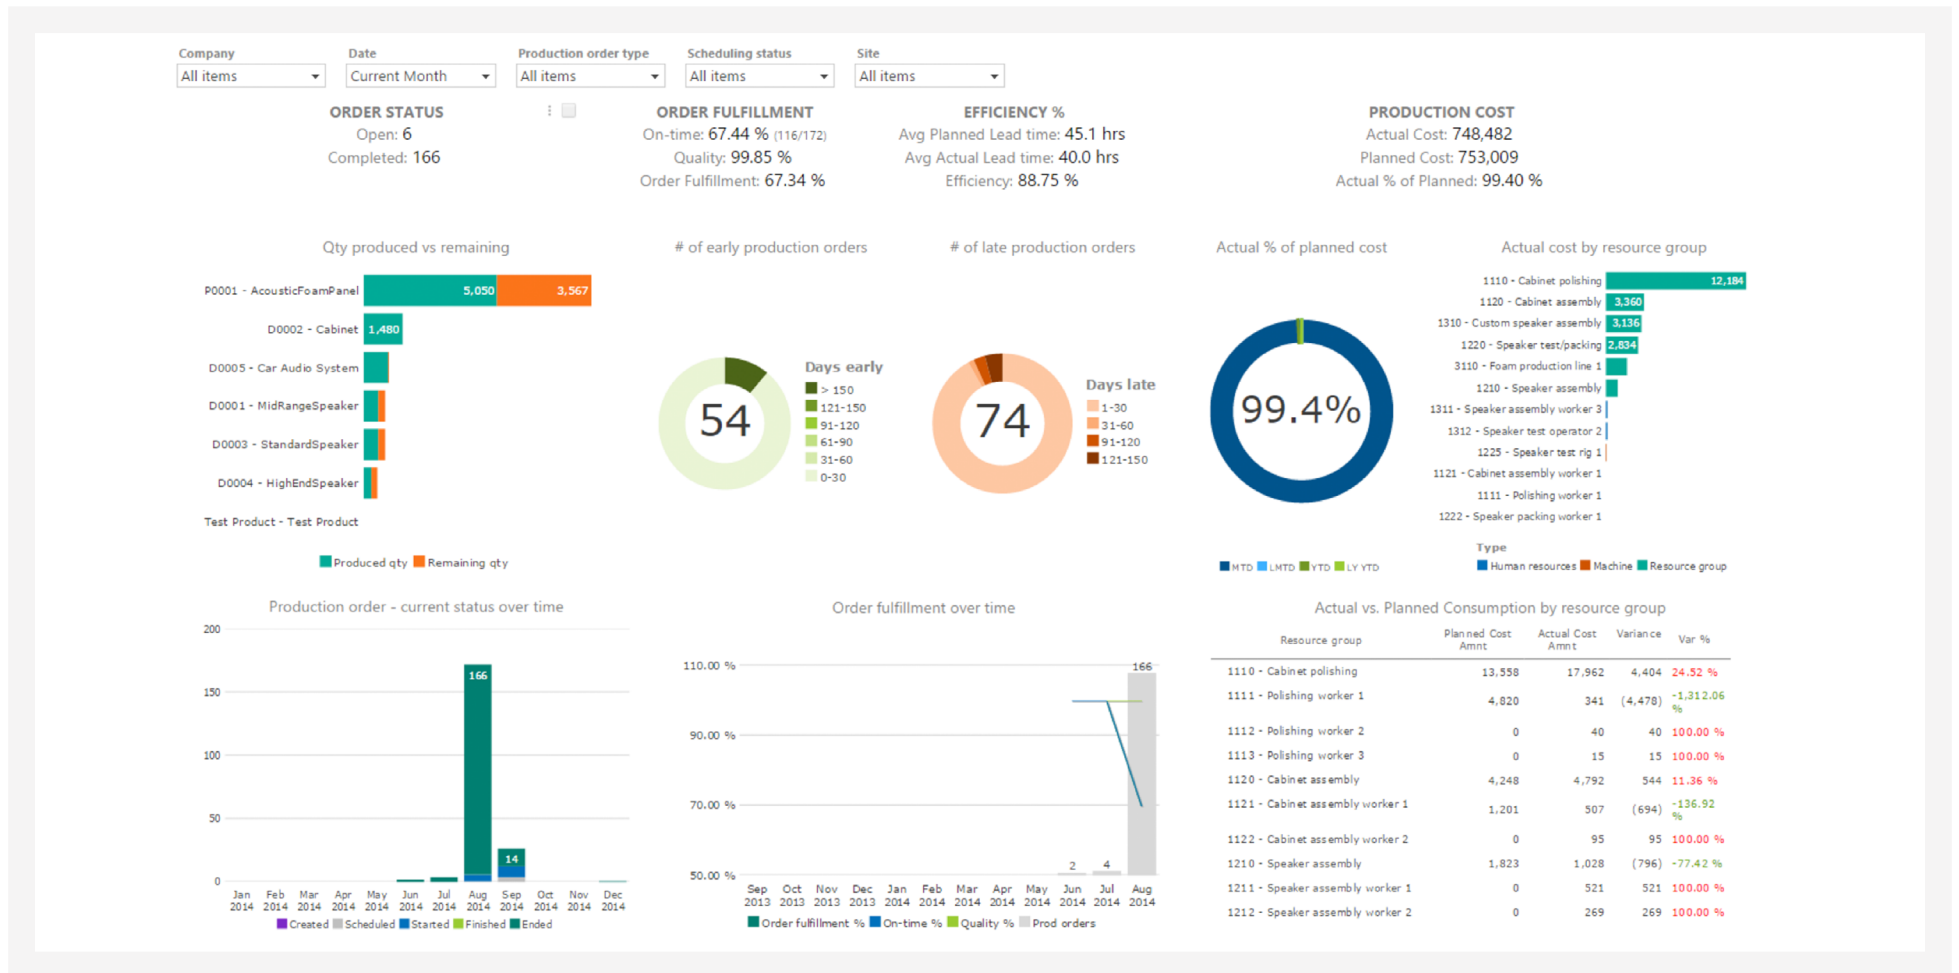 Company Date Production order type Scheduling status Site
All items Current Month All items All items All items
ORDER STATUS
Open: 6
Completed: 166
ORDER FULFILLMENT
On-time: 67.44 % (116/172)
Quality: 99.85 %
Order Fulfillment: 67.34 %
EFFICIENCY %
Avg Planned Lead time: 45.1 hrs
Avg Actual Lead time: 40.0 hrs
Efficiency: 88.75 %
PRODUCTION COST
Actual Cost: 748,482
Planned Cost: 753,009
Actual % of Planned: 99.40 %
Qty produced vs remaining
P0001 - AcousticFoamPanel 5,050 3,567
D0002 - Cabinet 1,480
D0005 - Car Audio System
D0001 - MidRangeSpeaker
D0003 - StandardSpeaker
D0004 - HighEndSpeaker
Test Product - Test Product
Produced qty Remaining qty
# of early production orders
54
Days early
> 150
121-150
91-120
61-90
31-60
0-30
# of late production orders
74
Days late
1-30
31-60
91-120
121-150
Actual % of planned cost
99.4%
MTD LMTD YTD LY YTD
Actual cost by resource group
1110 - Cabinet polishing 12,184
1120 - Cabinet assembly 3,360
1310 - Custom speaker assembly 3,136
1220 - Speaker test/packing 2,834
3110 - Foam production line 1
1210 - Speaker assembly
1311 - Speaker assembly worker 3
1312 - Speaker test operator 2
1225 - Speaker test rig 1
1121 - Cabinet assembly worker 1
1111 - Polishing worker 1
1222 - Speaker packing worker 1
Type
Human resources Machine Resource group
Production order - current status over time
200
150
100
50
0
166
14
Jan Feb Mar Apr May Jun Jul Aug Sep Oct Nov Dec
2014 2014 2014 2014 2014 2014 2014 2014 2014 2014 2014 2014
Created Scheduled Started Finished Ended
Order fulfillment over time
110.00 %
90.00 %
70.00 %
50.00 %
166
2 4
Sep Oct Nov Dec Jan Feb Mar Apr May Jun Jul Aug
2013 2013 2013 2013 2014 2014 2014 2014 2014 2014 2014 2014
Order fulfillment % On-time % Quality % Prod orders
Actual vs. Planned Consumption by resource group
Resource group Planned Cost Amnt Actual Cost Amnt Variance Var %
1110 - Cabinet polishing 13,558 17,962 4,404 24.52 %
1111 - Polishing worker 1 4,820 341 (4,478) -1,312.06 %
1112 - Polishing worker 2 0 40 40 100.00 %
1113 - Polishing worker 3 0 15 15 100.00 %
1120 - Cabinet assembly 4,248 4,792 544 11.36 %
1121 - Cabinet assembly worker 1 1,201 507 (694) -136.92 %
1122 - Cabinet assembly worker 2 0 95 95 100.00 %
1210 - Speaker assembly 1,823 1,028 (796) -77.42 %
1211 - Speaker assembly worker 1 0 521 521 100.00 %
1212 - Speaker assembly worker 2 0 269 269 100.00 %